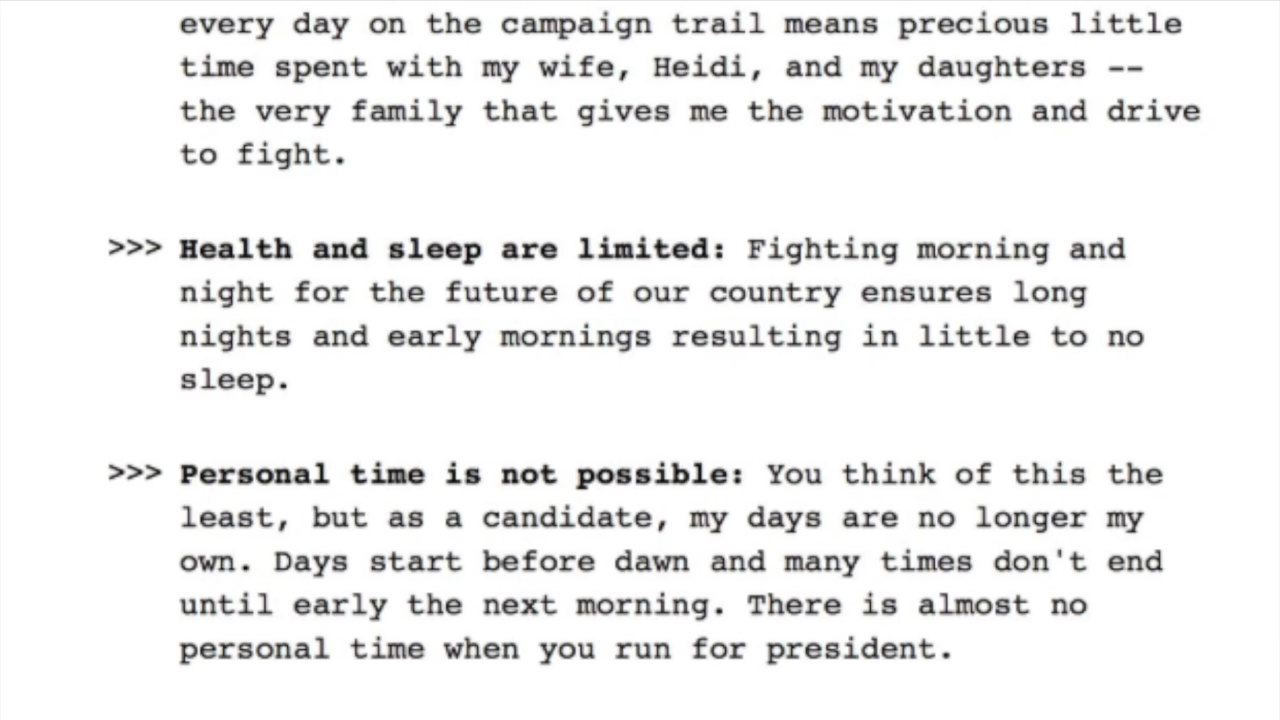 every day on the campaign trail means precious little
time spent with my wife, Heidi, and my daughters --
the very family that gives me the motivation and drive
to fight.
>>> Health and sleep are limited: Fighting morning and
night for the future of our country ensures long
nights and early mornings resulting in little to no
sleep.
>>> Personal time is not possible: You think of this the
least, but as a candidate, my days are no longer my
own. Days start before dawn and many times don't end
until early the next morning. There is almost no
personal time when you run for president.